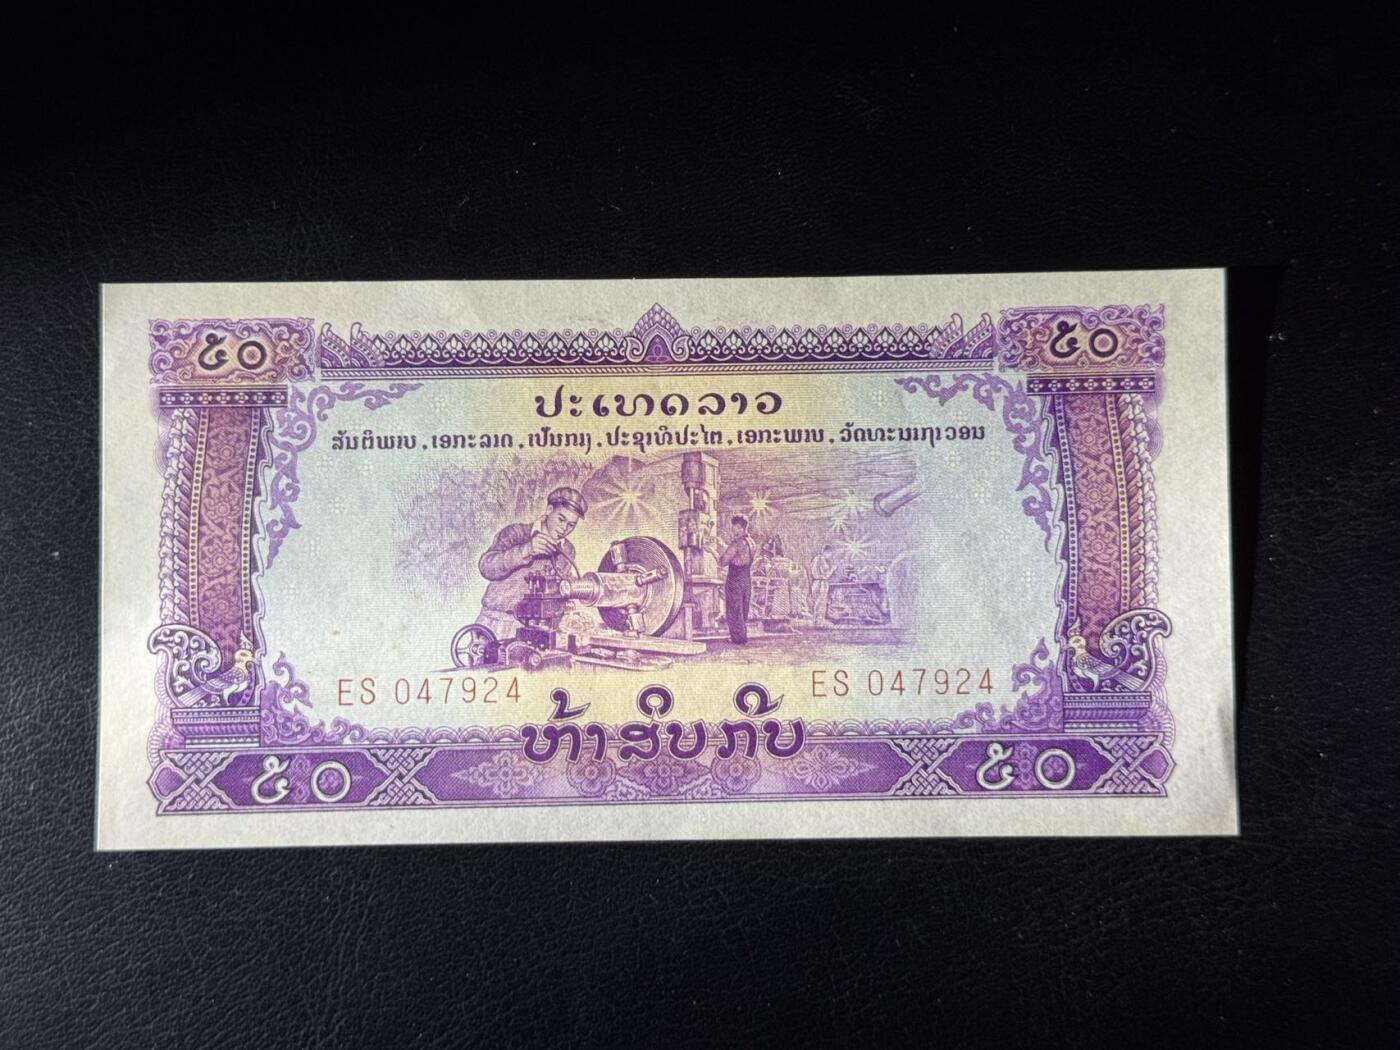 ໕໐ ໕໐
ປະເທດລາວ
ສັນຕິພາບ, ເອກະລາດ, ເປັນກາງ, ປະຊາທິປະໄຕ, ເອກະພາບ, ວັດທະນາຖາວອນ
ES 047924 ES 047924
ຫ້າສິບກີບ
໕໐ ໕໐